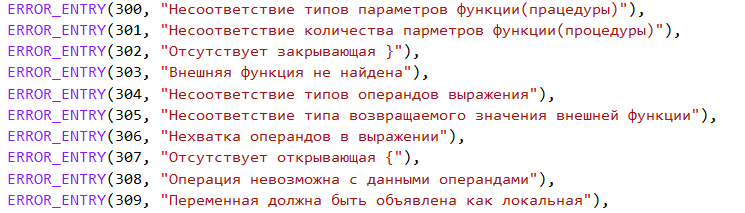 ERROR_ENTRY(300, "Несоответствие типов параметров функции(працедуры)"),
ERROR_ENTRY(301, "Несоответствие количества парметров функции(процедуры)"),
ERROR_ENTRY(302, "Отсутствует закрывающая }"),
ERROR_ENTRY(303, "Внешняя функция не найдена"),
ERROR_ENTRY(304, "Несоответствие типов операндов выражения"),
ERROR_ENTRY(305, "Несоответствие типа возвращаемого значения внешней функции"),
ERROR_ENTRY(306, "Нехватка операндов в выражении"),
ERROR_ENTRY(307, "Отсутствует открывающая {"),
ERROR_ENTRY(308, "Операция невозможна с данными операндами"),
ERROR_ENTRY(309, "Переменная должна быть объявлена как локальная"),